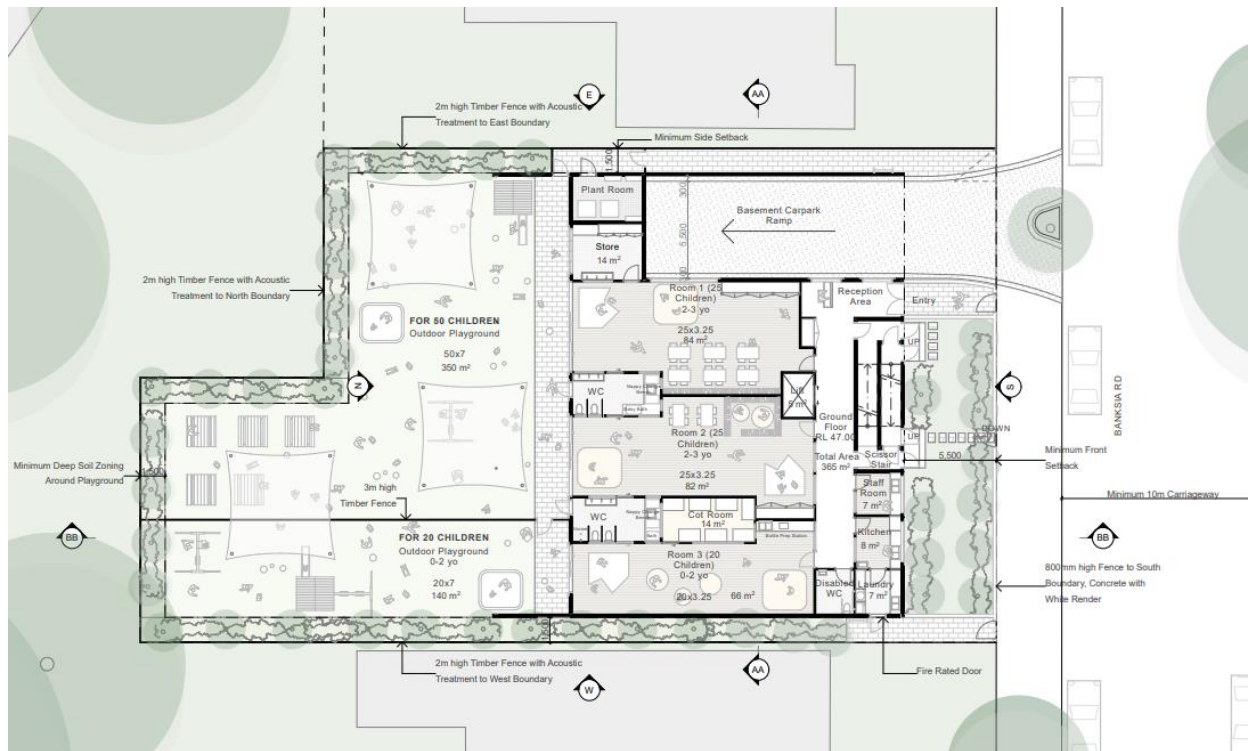 E
AA
2m high Timber Fence with Acoustic
Treatment to East Boundary
Minimum Side Setback
1,500
Plant Room
300
Basement Carpark
Ramp
5,500
Store
14 m²
300
2m high Timber Fence with Acoustic
Treatment to North Boundary
Room 1 (25
Children)
2-3 yo
Reception
Area
Entry
FOR 50 CHILDREN
Outdoor Playground
25x3.25
84 m²
UP
50x7
350 m²
N
WC
Lift
S
BANKSIA RD
Ground
Floor
RL 47.00
Room 2 (25
Children)
2-3 yo
DOWN
UP
Minimum Deep Soil Zoning
Around Playground
1,500
Total Area
365 m²
Scissor
Stair
5,500
Minimum Front
Setback
25x3.25
82 m²
3m high
Timber Fence
Staff
Room
7 m²
Minimum 10m Carriageway
WC
Cot Room
14 m²
BB
FOR 20 CHILDREN
Outdoor Playground
0-2 yo
Bottle Prep Station
Kitchen
8 m²
BB
Room 3 (20
Children)
0-2 yo
20x7
140 m²
20x3.25
66 m²
Disabled
WC
Laundry
7 m²
800mm high Fence to South
Boundary, Concrete with
White Render
1,500
2m high Timber Fence with Acoustic
Treatment to West Boundary
W
AA
Fire Rated Door